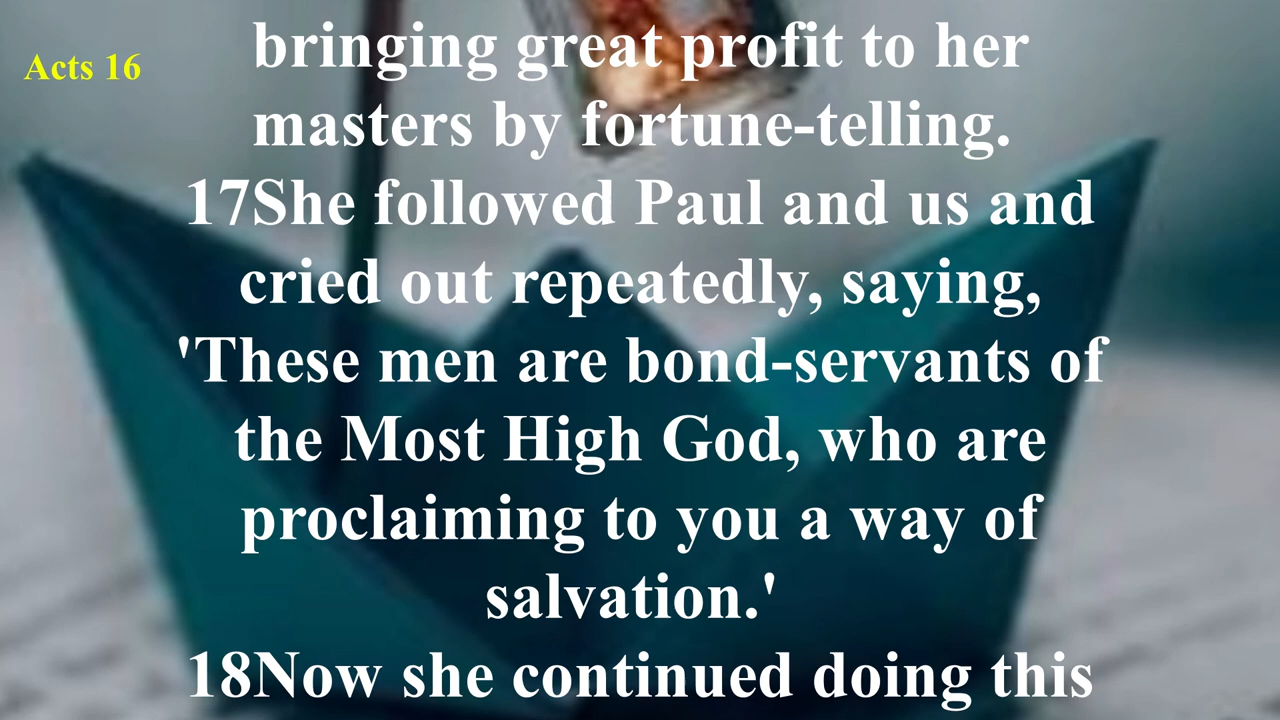 Acts 16
bringing great profit to her
masters by fortune-telling.
17She followed Paul and us and
cried out repeatedly, saying,
'These men are bond-servants of
the Most High God, who are
proclaiming to you a way of
salvation.'
18Now she continued doing this